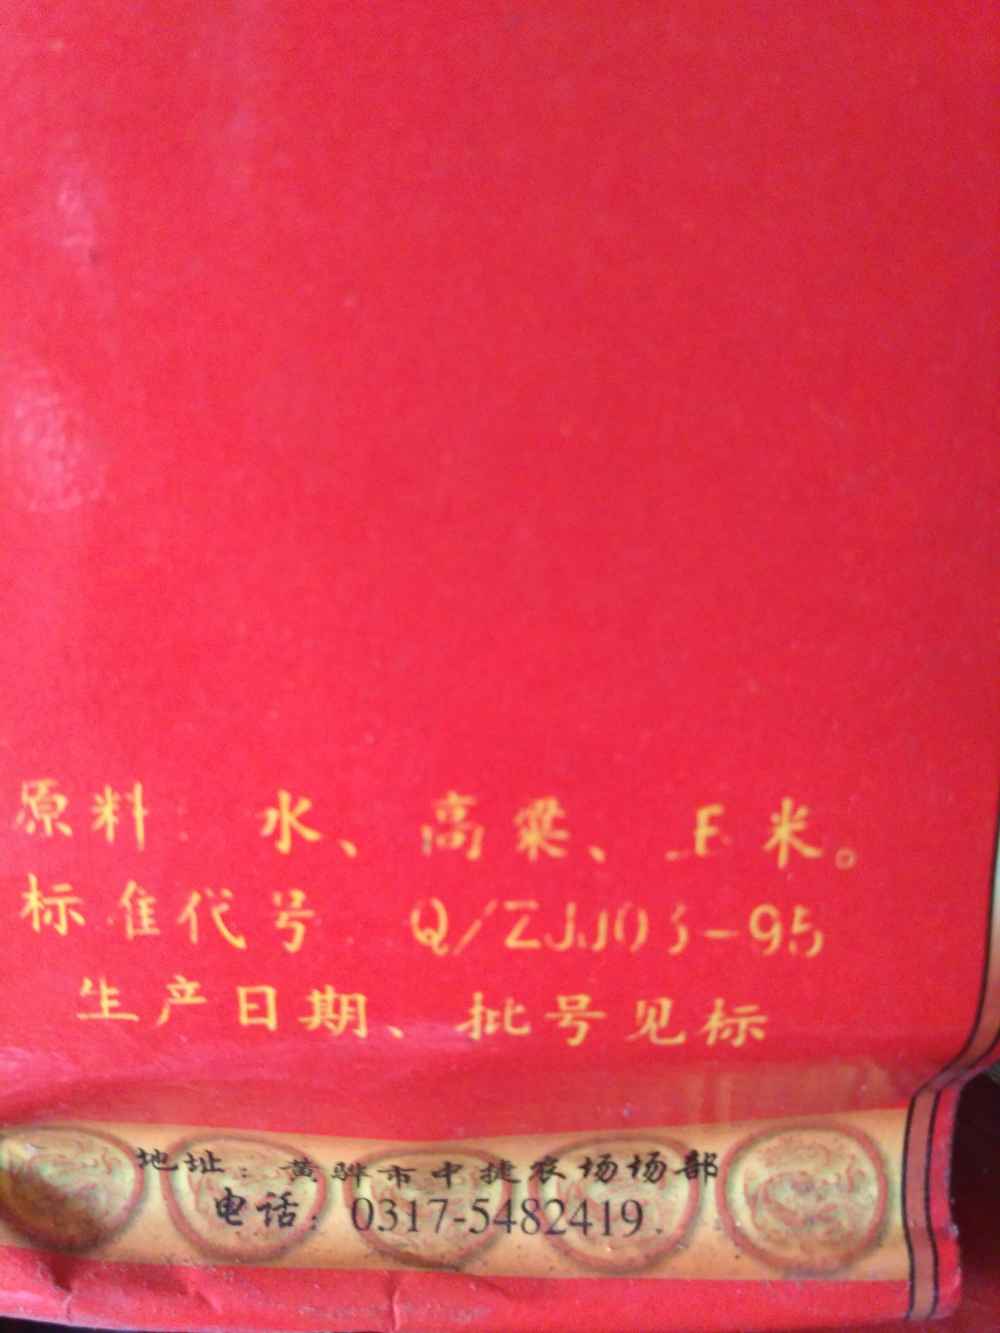 原料: 水、高粱、玉米。
标准代号: Q/ZJJ03-95
生产日期、批号见标
地址:黄骅市中捷农场场部
电话:0317-5482419